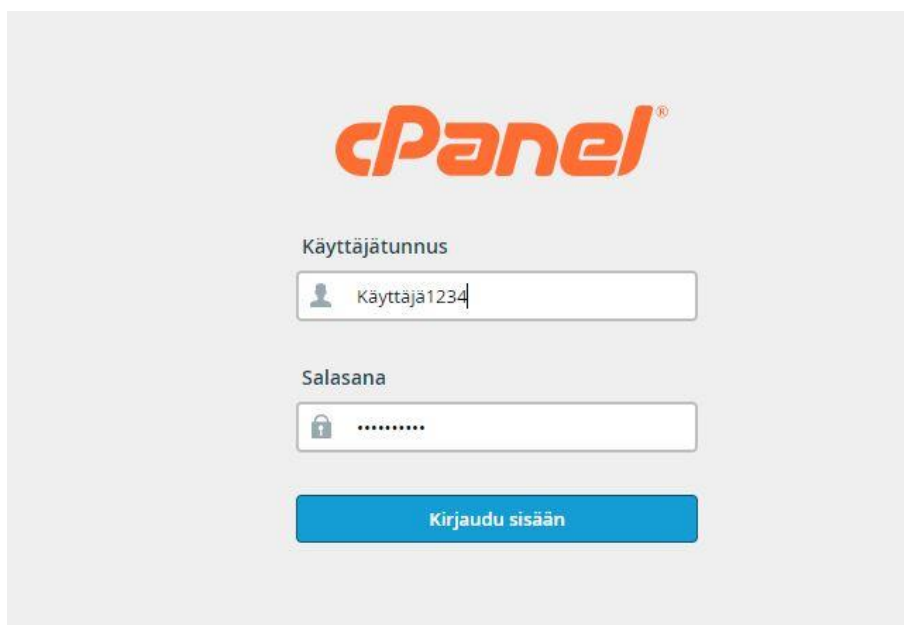 cPanel®
Käyttäjätunnus
Käyttäjä1234
Salasana
••••••••••
Kirjaudu sisään